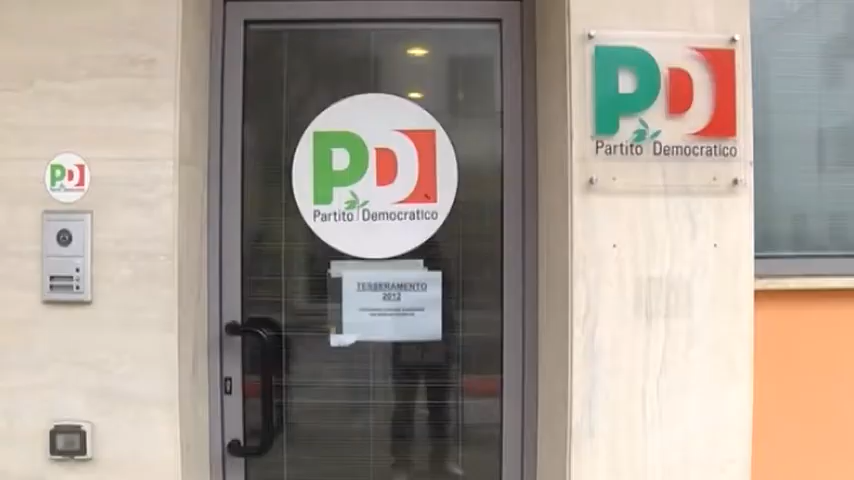 PD
PD
Partito Democratico
PD
Partito Democratico
TESSERAMENTO
2012